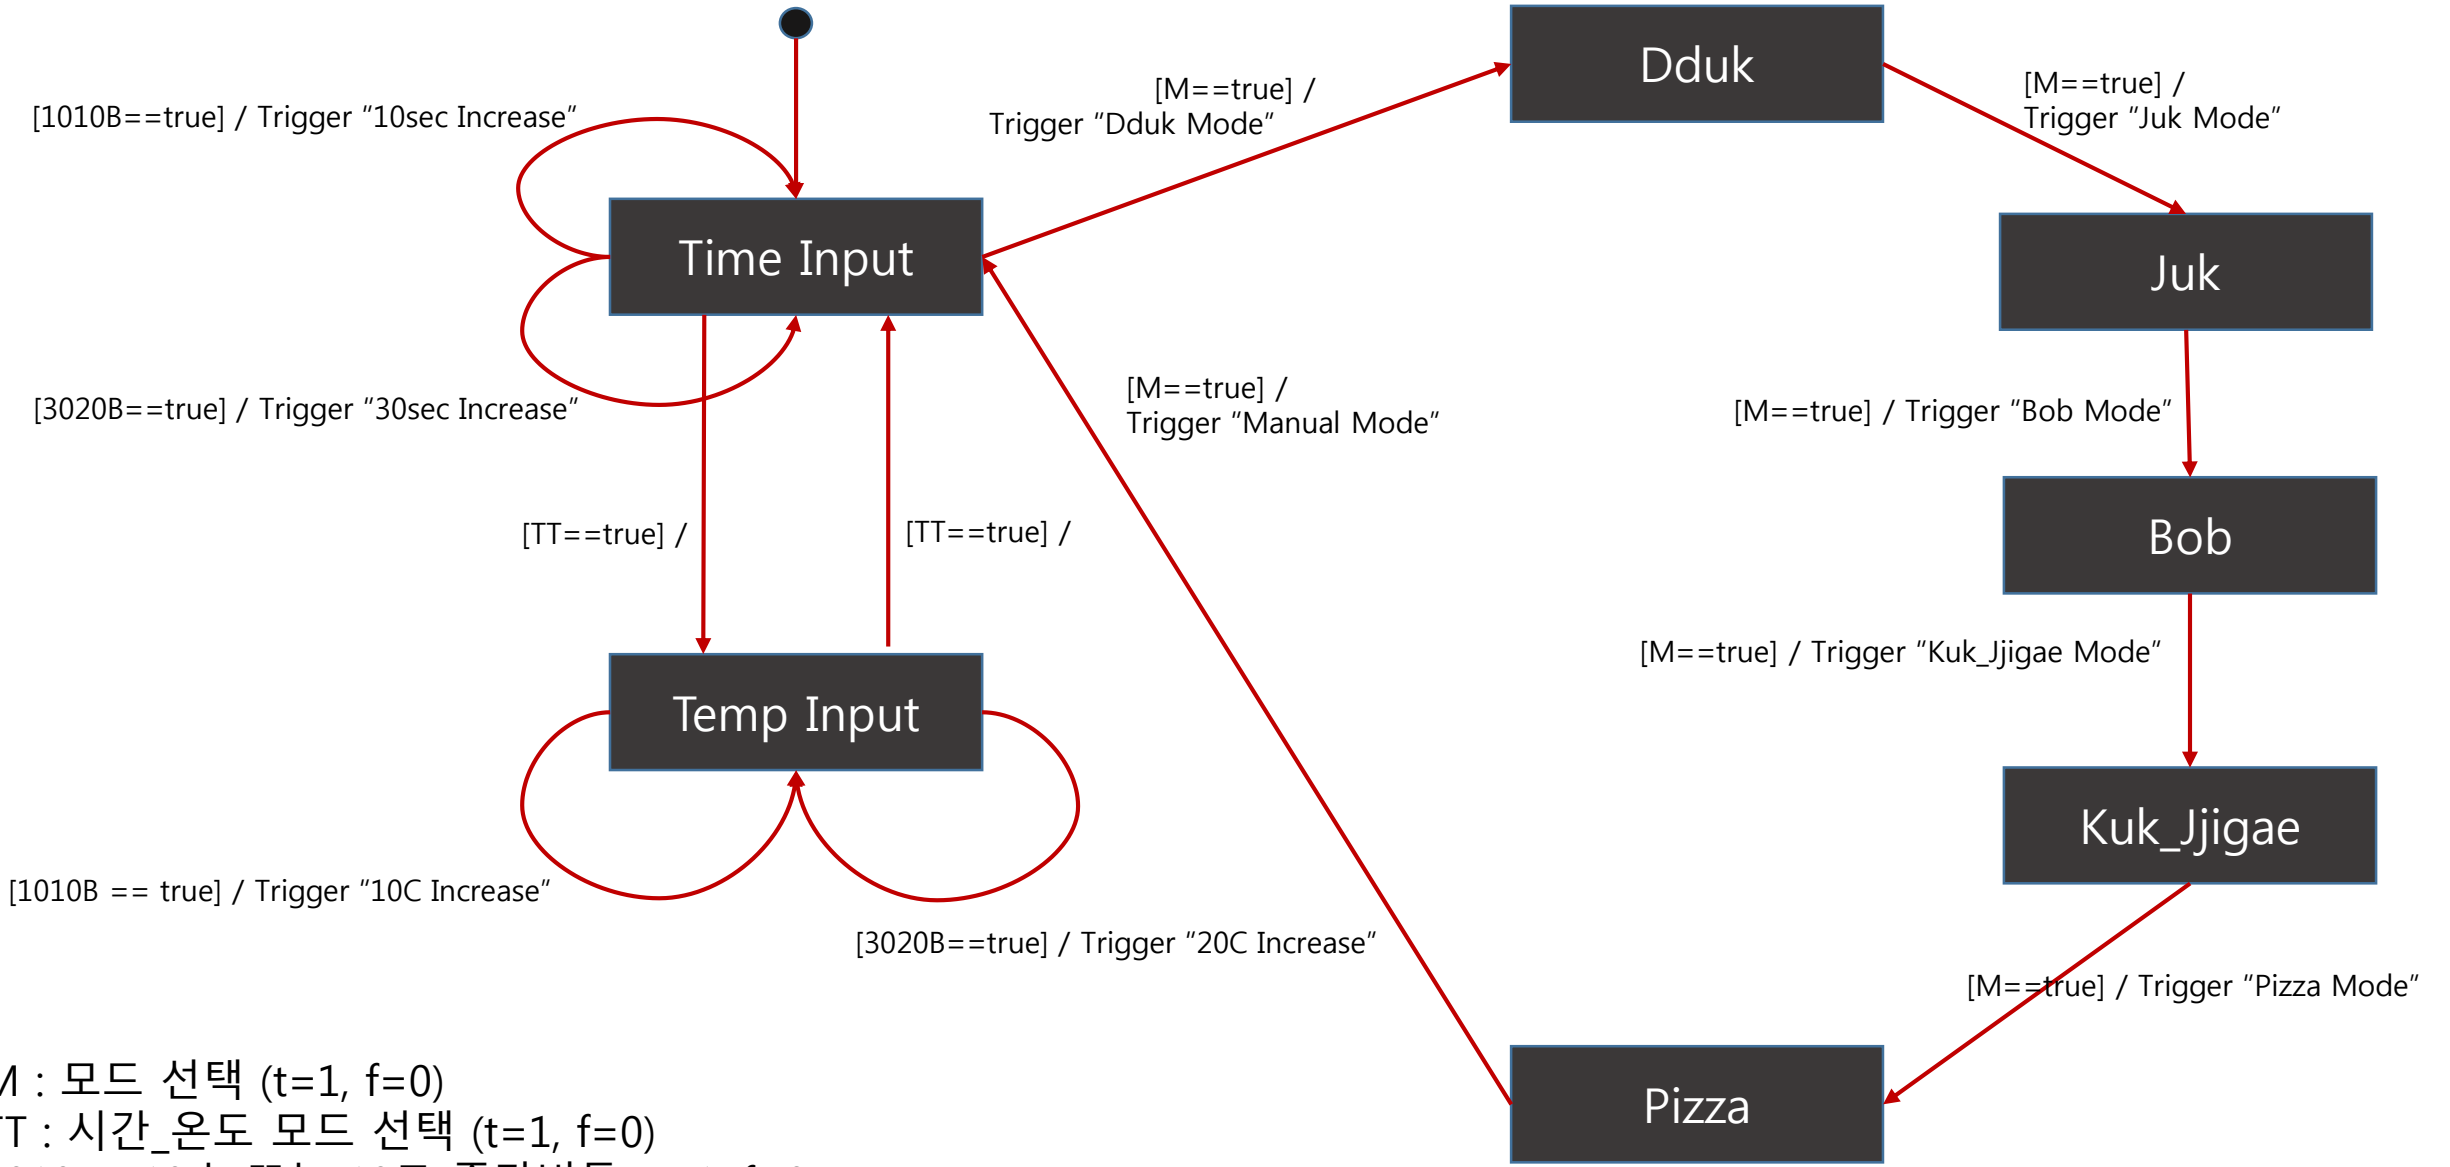 Dduk
[M==true] /
Trigger "Dduk Mode"
[M==true] /
Trigger "Juk Mode"
[1010B==true] / Trigger "10sec Increase"
Time Input
Juk
[3020B==true] / Trigger "30sec Increase"
[M==true] /
Trigger "Manual Mode"
[M==true] / Trigger "Bob Mode"
[TT==true] /
[TT==true] /
Bob
[M==true] / Trigger "Kuk_Jjigae Mode"
Temp Input
Kuk_Jjigae
[1010B == true] / Trigger "10C Increase"
[3020B==true] / Trigger "20C Increase"
[M==true] / Trigger "Pizza Mode"
Pizza
M : 모드 선택 (t=1, f=0)
TT : 시간_온도 모드 선택 (t=1, f=0)